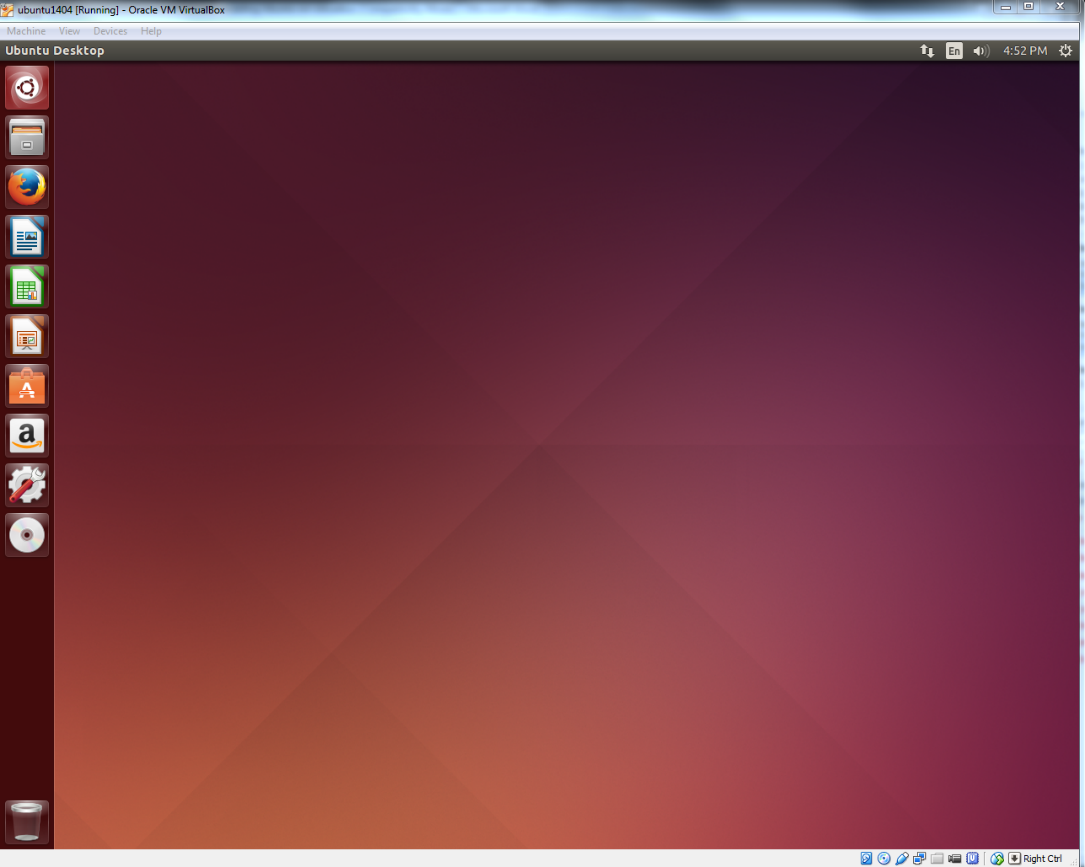 ubuntu1404 [Running] - Oracle VM VirtualBox
Machine View Devices Help
Ubuntu Desktop En 4:52 PM
a
Right Ctrl